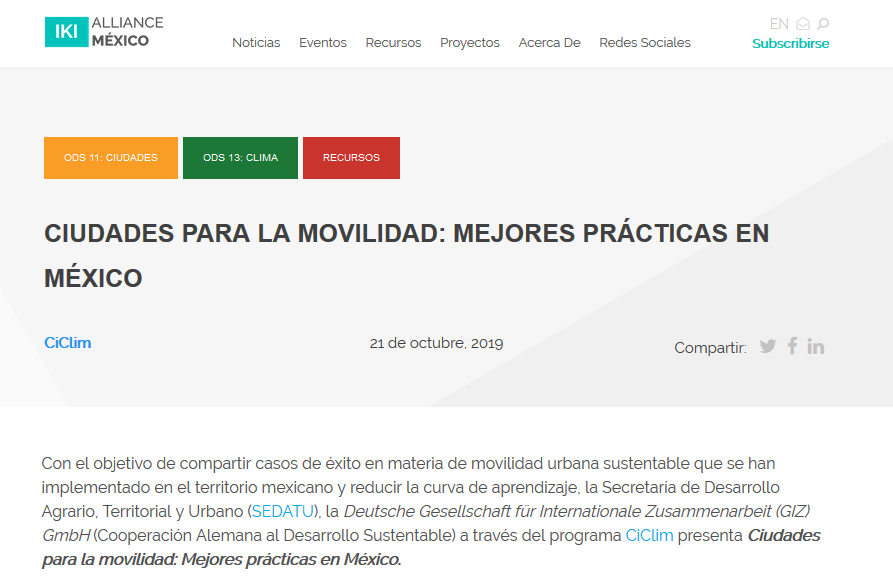 IKI ALLIANCE MÉXICO
EN
Noticias Eventos Recursos Proyectos Acerca De Redes Sociales
Subscribirse
ODS 11: CIUDADES ODS 13: CLIMA RECURSOS
CIUDADES PARA LA MOVILIDAD: MEJORES PRÁCTICAS EN
MÉXICO
CiClim 21 de octubre, 2019 Compartir:
Con el objetivo de compartir casos de éxito en materia de movilidad urbana sustentable que se han
implementado en el territorio mexicano y reducir la curva de aprendizaje, la Secretaría de Desarrollo
Agrario, Territorial y Urbano (SEDATU), la Deutsche Gesellschaft für Internationale Zusammenarbeit (GIZ)
GmbH (Cooperación Alemana al Desarrollo Sustentable) a través del programa CiClim presenta Ciudades
para la movilidad: Mejores prácticas en México.